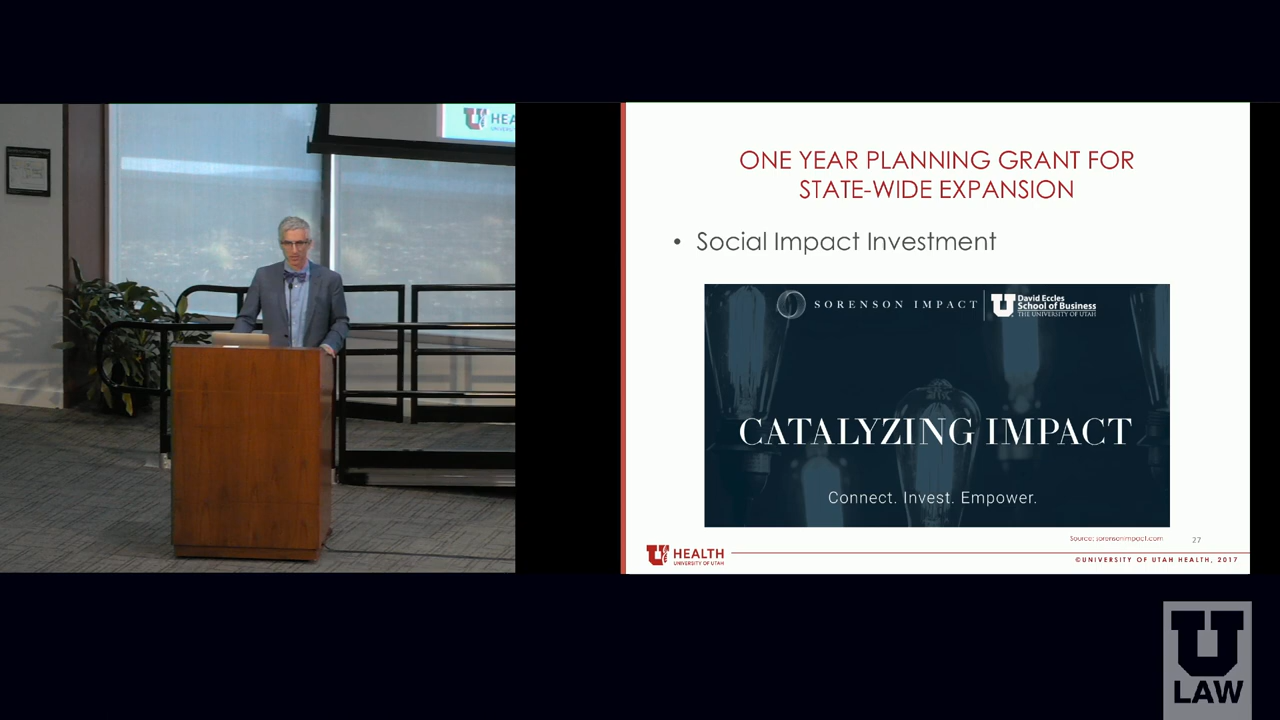 HEA
ONE YEAR PLANNING GRANT FOR
STATE-WIDE EXPANSION
• Social Impact Investment
SORENSON IMPACT
David Eccles
School of Business
THE UNIVERSITY OF UTAH
CATALYZING IMPACT
Connect. Invest. Empower.
Source: sorensonimpact.com
27
HEALTH
UNIVERSITY OF UTAH
©UNIVERSITY OF UTAH HEALTH, 2017
U
LAW